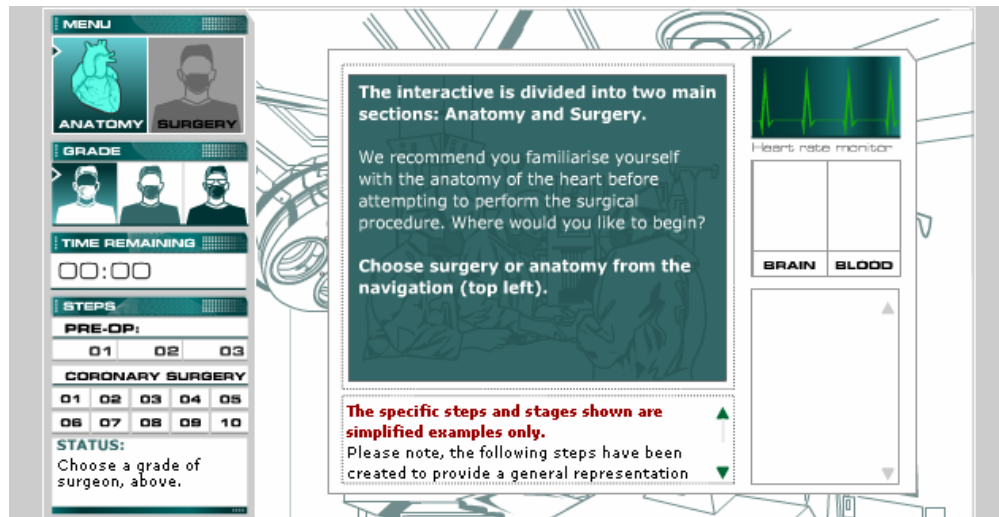 MENU
ANATOMY SURGERY
GRADE
TIME REMAINING
00:00
STEPS
PRE-OP:
01 02 03
CORONARY SURGERY
01 02 03 04 05
06 07 08 09 10
STATUS:
Choose a grade of
surgeon, above.
The interactive is divided into two main
sections: Anatomy and Surgery.
We recommend you familiarise yourself
with the anatomy of the heart before
attempting to perform the surgical
procedure. Where would you like to begin?
Choose surgery or anatomy from the
navigation (top left).
The specific steps and stages shown are
simplified examples only.
Please note, the following steps have been
created to provide a general representation
Heart rate monitor
BRAIN BLOOD